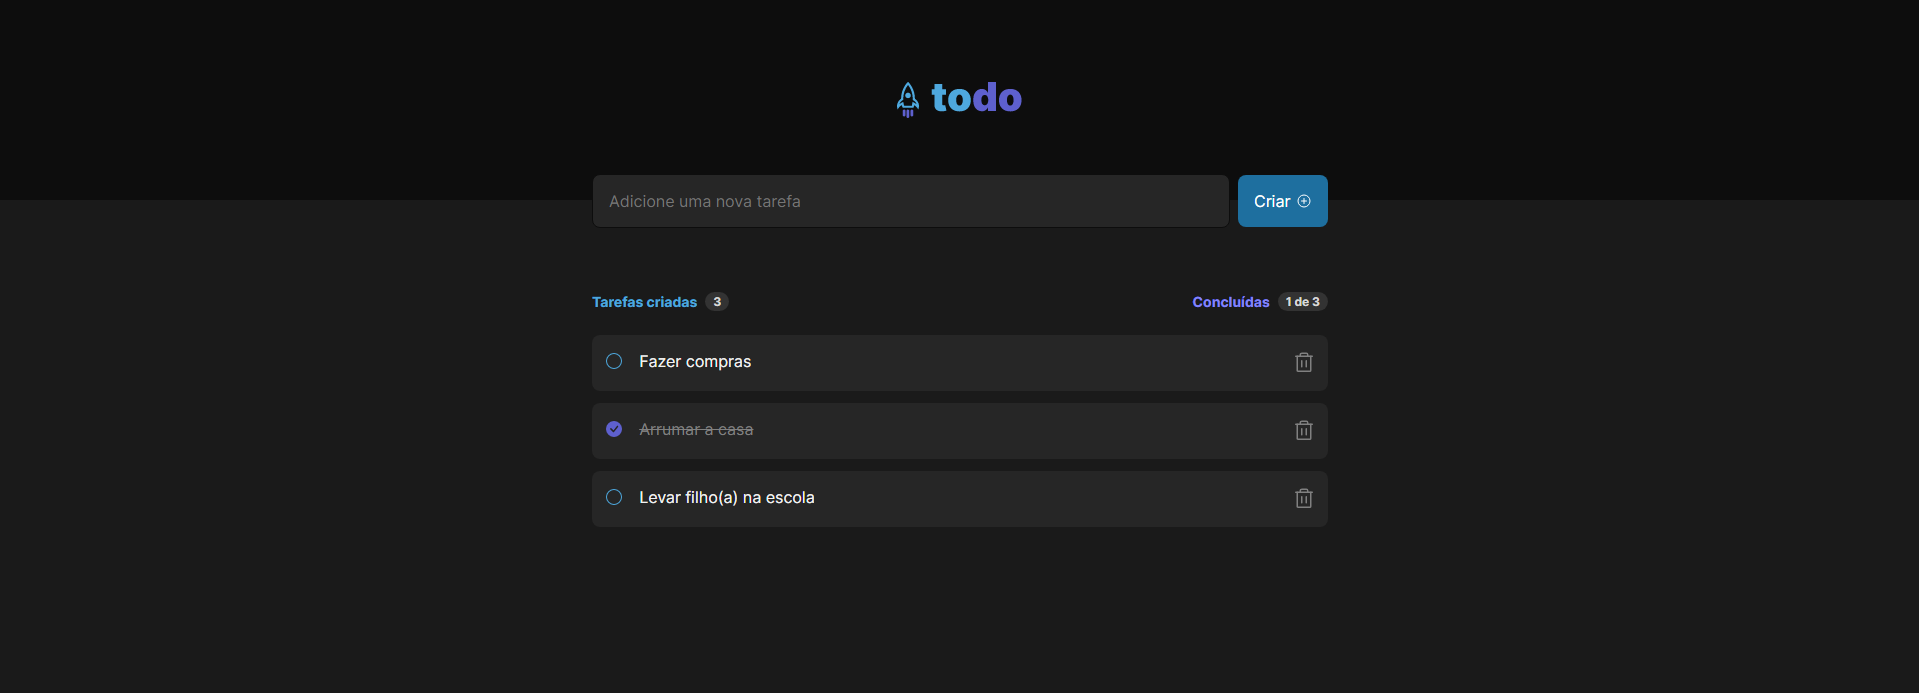 todo
Adicione uma nova tarefa
Criar
Tarefas criadas 3
Concluídas 1 de 3
Fazer compras
Arrumar a casa
Levar filho(a) na escola